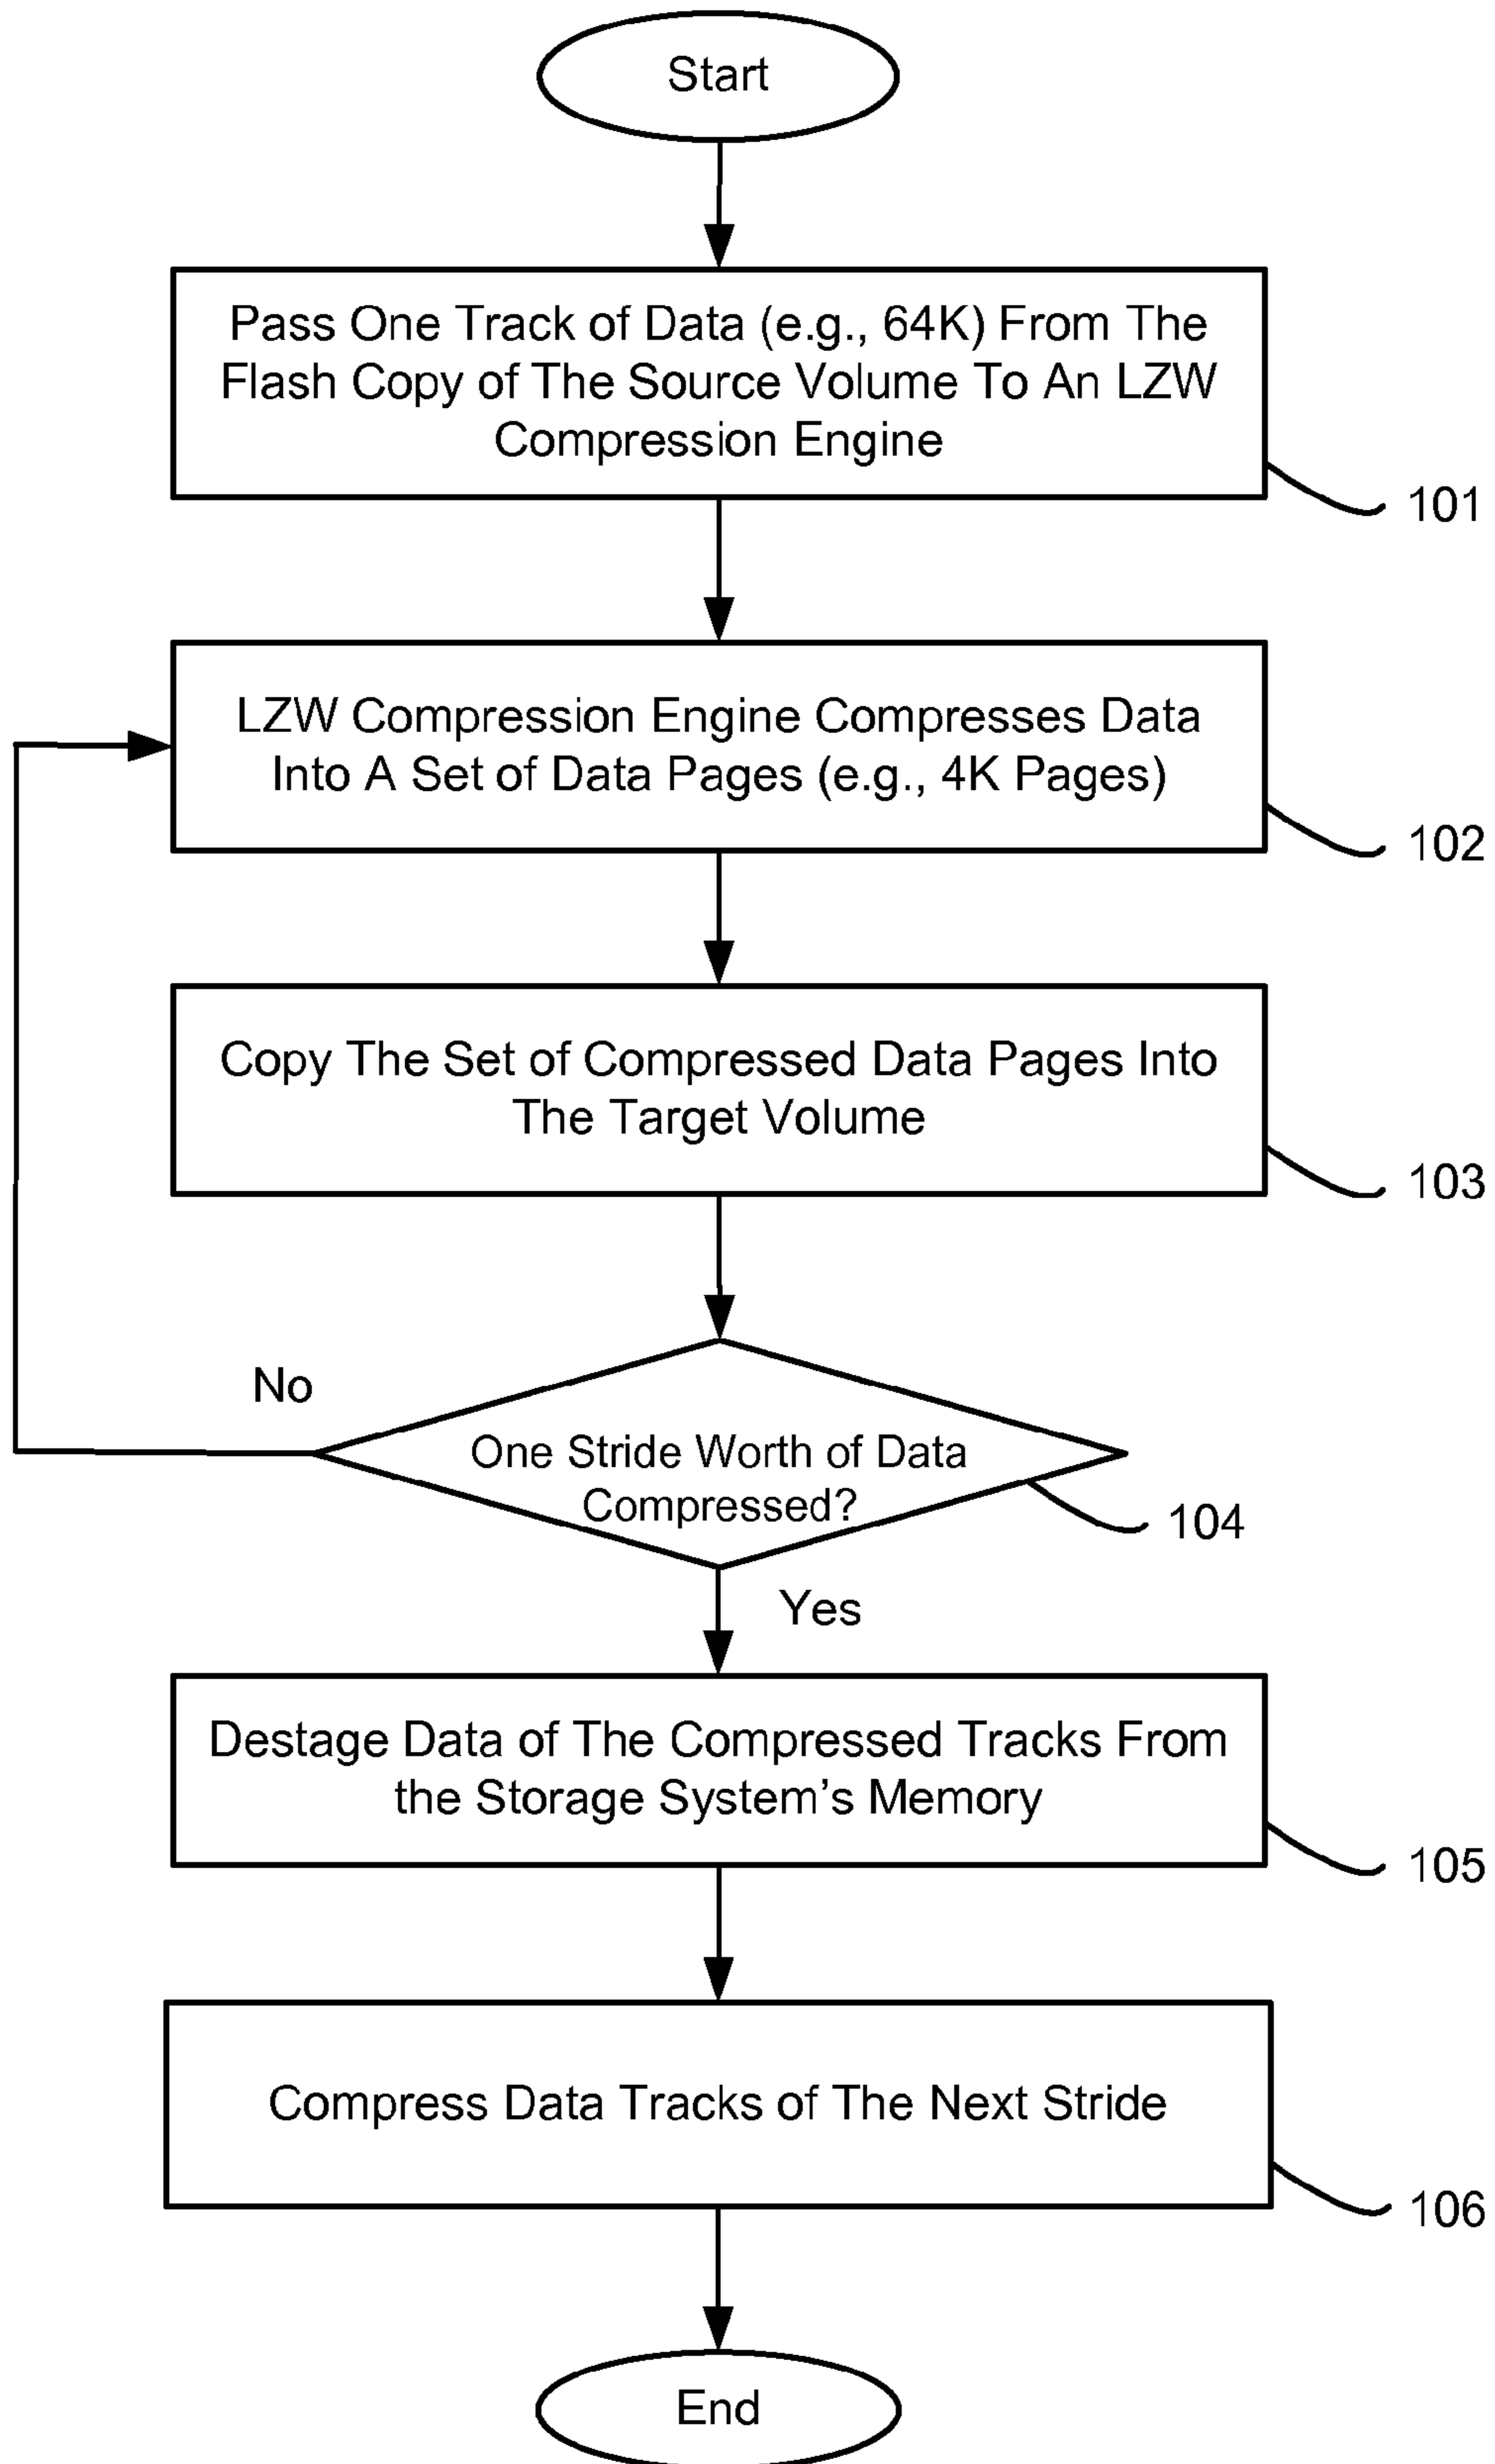 Start
Pass One Track of Data (e.g., 64K) From The
Flash Copy of The Source Volume To An LZW
Compression Engine
101
LZW Compression Engine Compresses Data
Into A Set of Data Pages (e.g., 4K Pages)
102
Copy The Set of Compressed Data Pages Into
The Target Volume
103
No
One Stride Worth of Data
Compressed?
104
Yes
Destage Data of The Compressed Tracks From
the Storage System’s Memory
105
Compress Data Tracks of The Next Stride
106
End